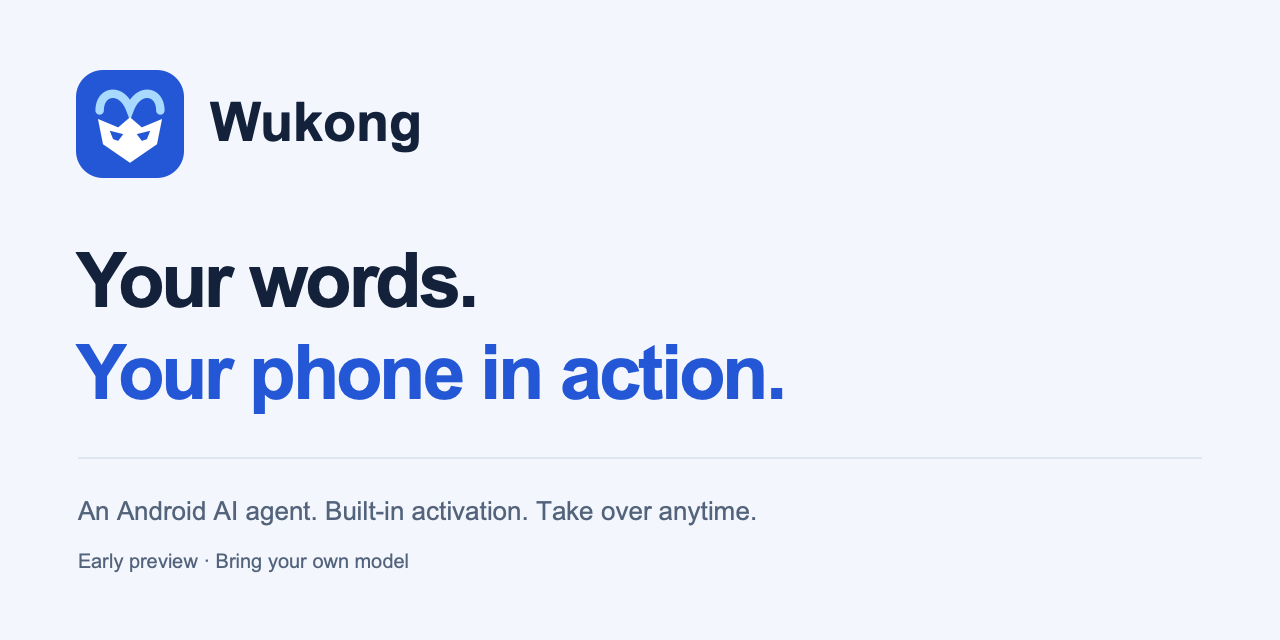 Wukong
Your words.
Your phone in action.
An Android AI agent. Built-in activation. Take over anytime.
Early preview · Bring your own model